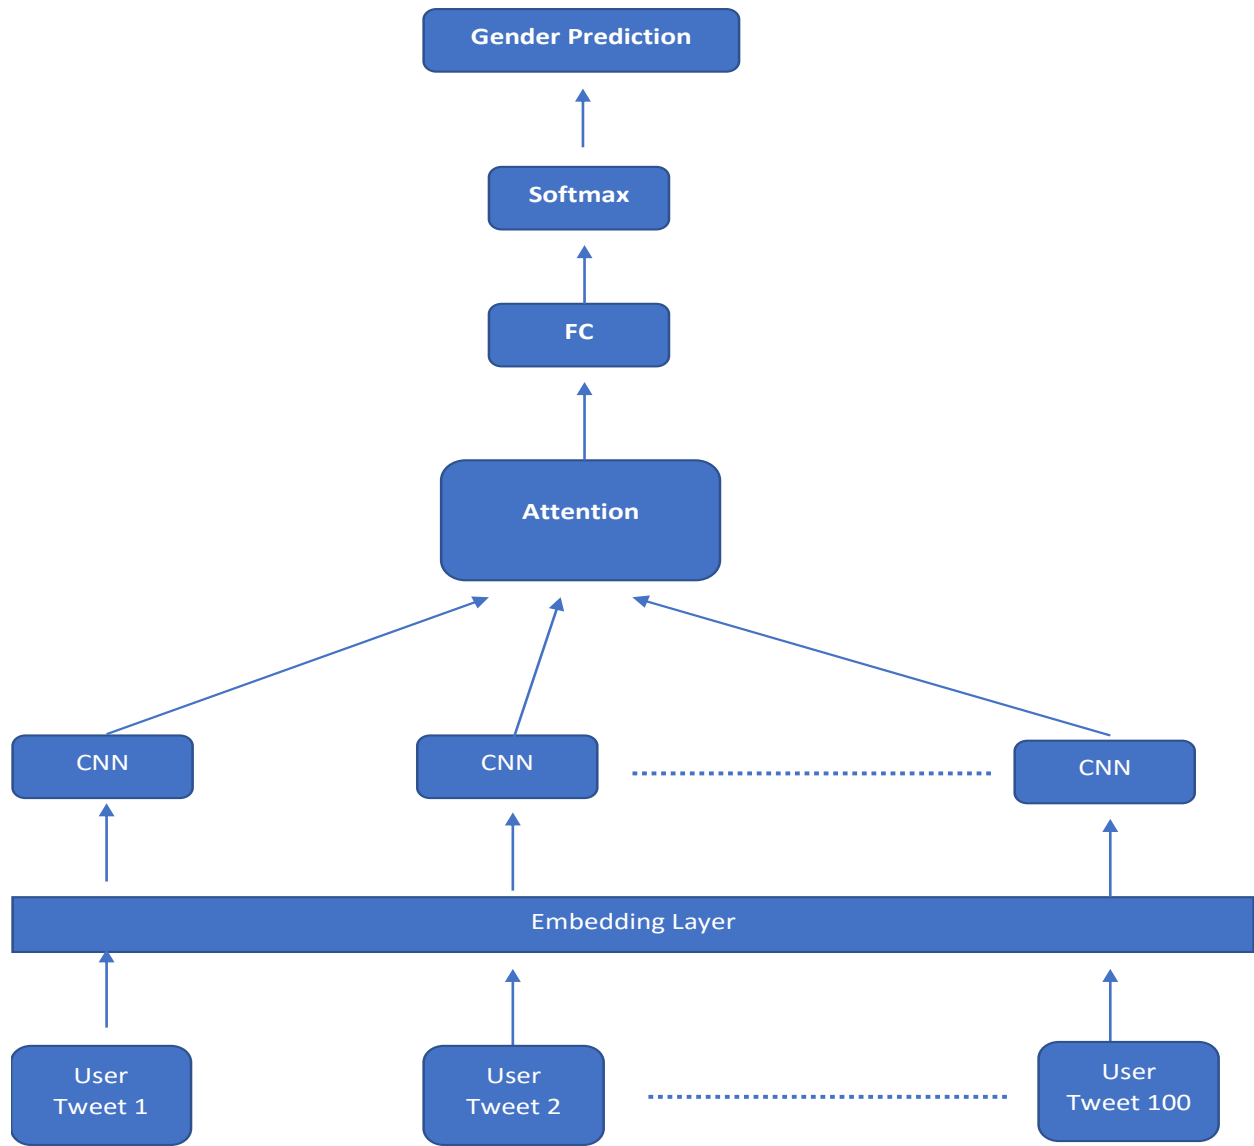 Gender Prediction
Softmax
FC
Attention
CNN
CNN
CNN
Embedding Layer
User
Tweet 1
User
Tweet 2
User
Tweet 100